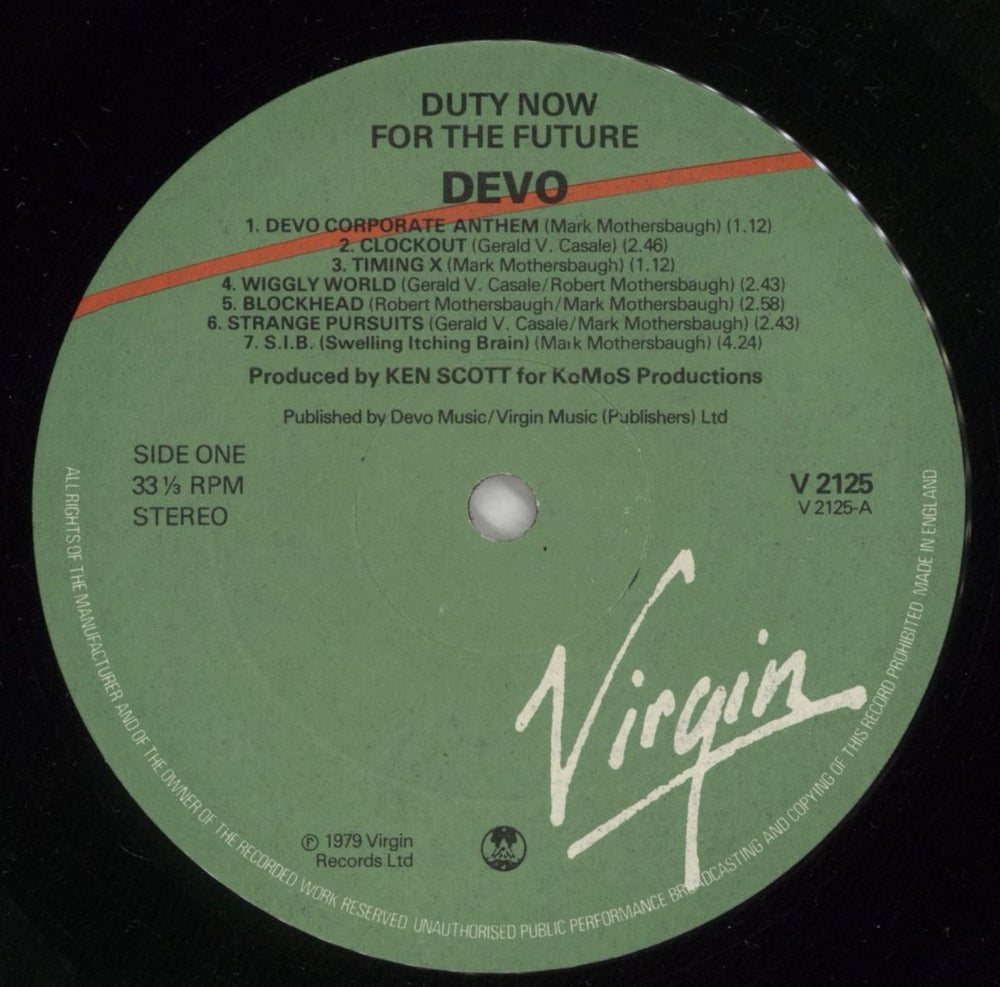 DUTY NOW
FOR THE FUTURE
DEVO
1. DEVO CORPORATE ANTHEM (Mark Mothersbaugh) (1.12)
2. CLOCKOUT (Gerald V. Casale) (2.46)
3. TIMING X (Mark Mothersbaugh) (1.12)
4. WIGGLY WORLD (Gerald V. Casale/Robert Mothersbaugh) (2.43)
5. BLOCKHEAD (Robert Mothersbaugh/Mark Mothersbaugh) (2.58)
6. STRANGE PURSUITS (Gerald V. Casale/Mark Mothersbaugh) (2.43)
7. S.I.B. (Swelling Itching Brain) (Mark Mothersbaugh) (4.24)
Produced by KEN SCOTT for KoMoS Productions
Published by Devo Music/Virgin Music (Publishers) Ltd
SIDE ONE
33 ⅓ RPM
STEREO
V 2125
V 2125-A
Virgin
℗ 1979 Virgin
Records Ltd
ALL RIGHTS OF THE MANUFACTURER AND OF THE OWNER OF THE RECORDED WORK RESERVED UNAUTHORISED PUBLIC PERFORMANCE BROADCASTING AND COPYING OF THIS RECORD PROHIBITED MADE IN ENGLAND